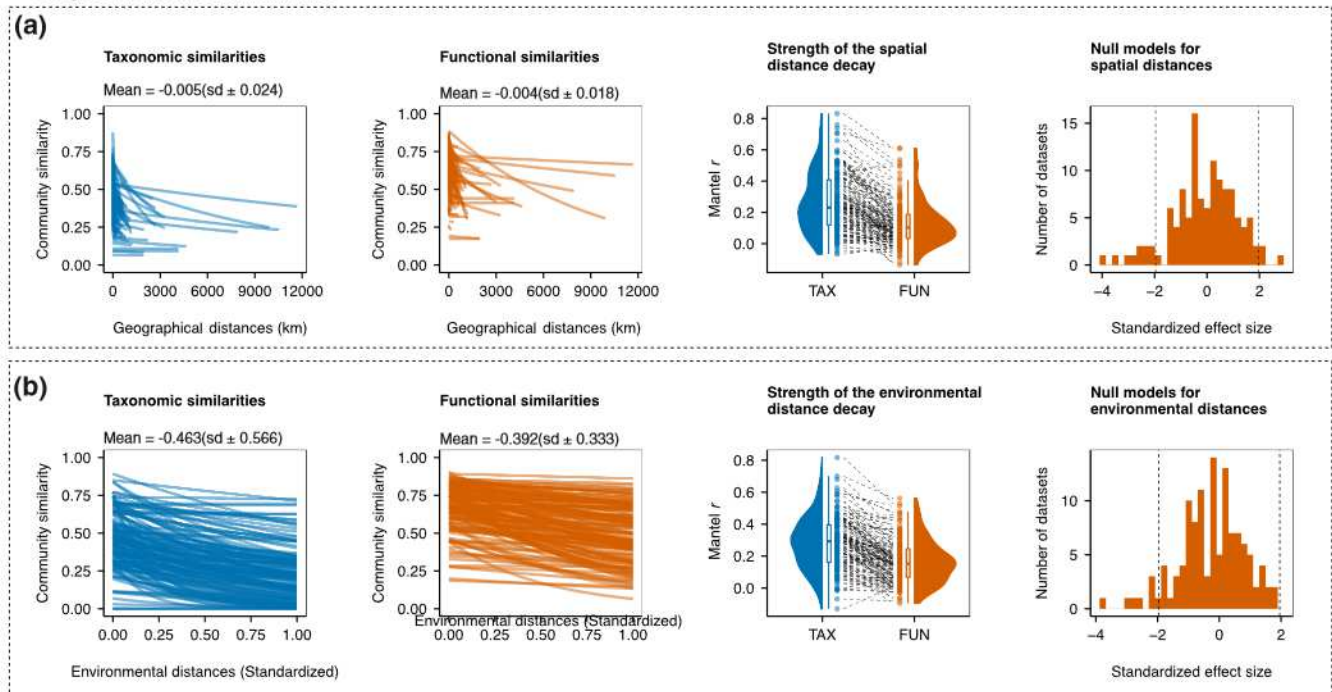 (a)
Taxonomic similarities
Mean = -0.005(sd ± 0.024)
Community similarity
1.00
0.75
0.50
0.25
0.00
0 3000 6000 9000 12000
Geographical distances (km)
Functional similarities
Mean = -0.004(sd ± 0.018)
Community similarity
1.00
0.75
0.50
0.25
0.00
0 3000 6000 9000 12000
Geographical distances (km)
Strength of the spatial
distance decay
Mantel r
0.8
0.6
0.4
0.2
0.0
TAX FUN
Null models for
spatial distances
Number of datasets
15
10
5
0
−4 −2 0 2
Standardized effect size
(b)
Taxonomic similarities
Mean = -0.463(sd ± 0.566)
Community similarity
1.00
0.75
0.50
0.25
0.00
0.00 0.25 0.50 0.75 1.00
Environmental distances (Standardized)
Functional similarities
Mean = -0.392(sd ± 0.333)
Community similarity
1.00
0.75
0.50
0.25
0.00
Environmental distances (Standardized)
0.00 0.25 0.50 0.75 1.00
Strength of the environmental
distance decay
Mantel r
0.8
0.6
0.4
0.2
0.0
TAX FUN
Null models for
environmental distances
Number of datasets
10
5
0
−4 −2 0 2
Standardized effect size